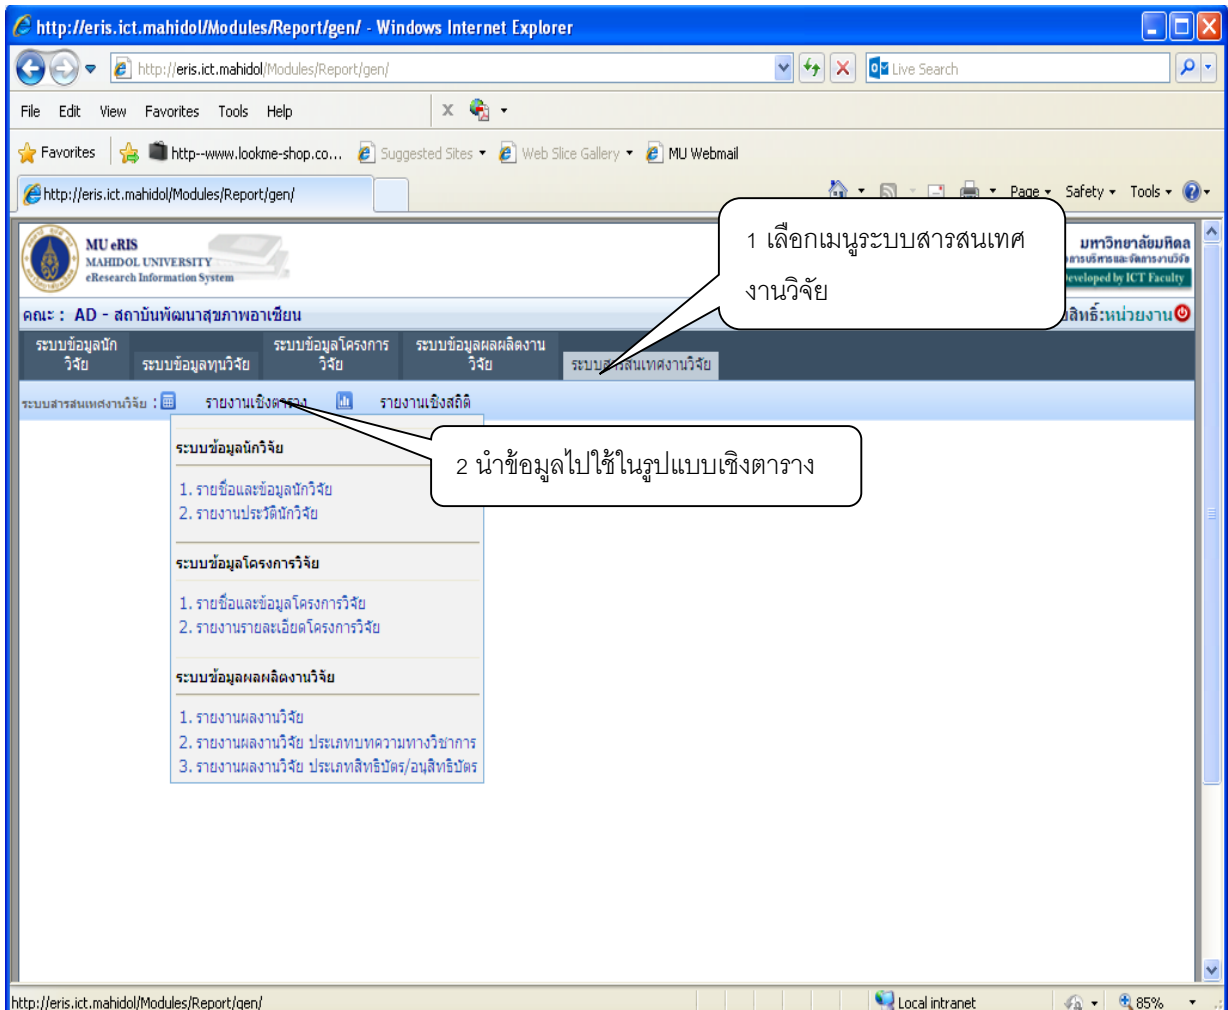 http://eris.ict.mahidol/Modules/Report/gen/ - Windows Internet Explorer
http://eris.ict.mahidol/Modules/Report/gen/
Live Search
File Edit View Favorites Tools Help
X
Favorites
http--www.lookme-shop.co...
Suggested Sites
Web Slice Gallery
MU Webmail
http://eris.ict.mahidol/Modules/Report/gen/
Page Safety Tools
MU eRIS
MAHIDOL UNIVERSITY
eResearch Information System
1 เลือกเมนูระบบสารสนเทศ
งานวิจัย
มหาวิทยาลัยมหิดล
Developed by ICT Faculty
คณะ : AD - สถาบันพัฒนาสุขภาพอาเซียน
สิทธิ์:หน่วยงาน
ระบบข้อมูลนัก
วิจัย
ระบบข้อมูลทุนวิจัย
ระบบข้อมูลโครงการ
วิจัย
ระบบข้อมูลผลผลิตงาน
วิจัย
ระบบสารสนเทศงานวิจัย
ระบบสารสนเทศงานวิจัย : รายงานเชิงตาราง รายงานเชิงสถิติ
2 นำข้อมูลไปใช้ในรูปแบบเชิงตาราง
ระบบข้อมูลนักวิจัย
1. รายชื่อและข้อมูลนักวิจัย
2. รายงานประวัตินักวิจัย
ระบบข้อมูลโครงการวิจัย
1. รายชื่อและข้อมูลโครงการวิจัย
2. รายงานรายละเอียดโครงการวิจัย
ระบบข้อมูลผลผลิตงานวิจัย
1. รายงานผลงานวิจัย
2. รายงานผลงานวิจัย ประเภทบทความทางวิชาการ
3. รายงานผลงานวิจัย ประเภทสิทธิบัตร/อนุสิทธิบัตร
http://eris.ict.mahidol/Modules/Report/gen/
Local intranet
85%